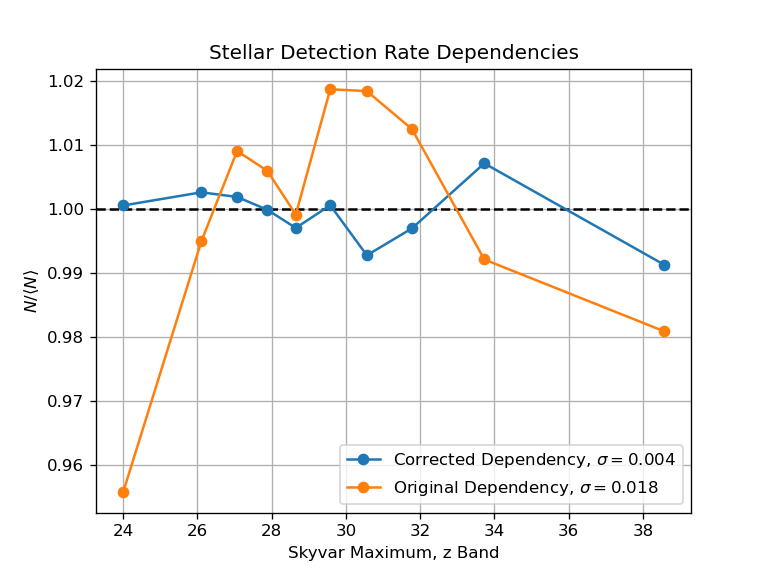 Stellar Detection Rate Dependencies
1.02
1.01
1.00
0.99
0.98
0.97
0.96
N/⟨N⟩
24 26 28 30 32 34 36 38
Skyvar Maximum, z Band
Corrected Dependency, σ = 0.004
Original Dependency, σ = 0.018